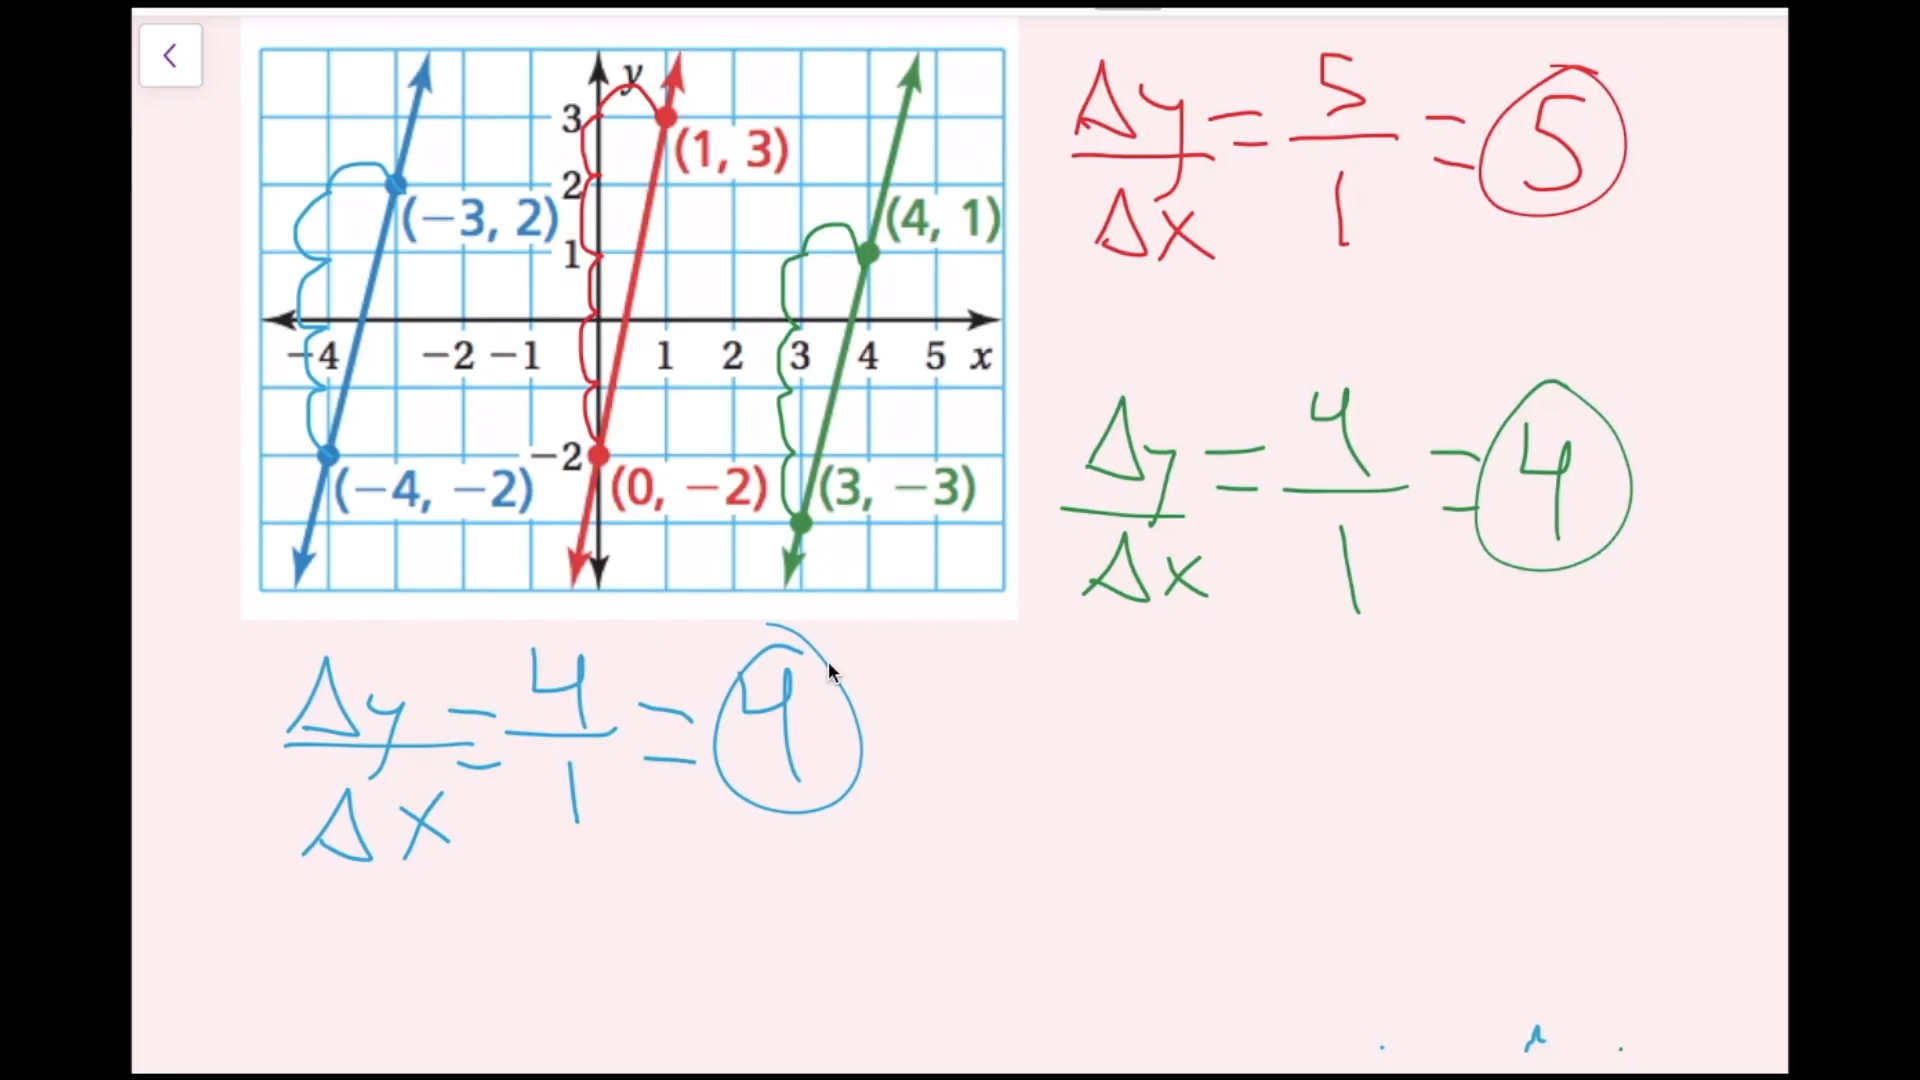 y
3
(1, 3)
2
(−3, 2)
(4, 1)
1
−4 −2 −1 1 2 3 4 5 x
−2
(−4, −2)
(0, −2)
(3, −3)
Δy/Δx = 5/1 = 5
Δy/Δx = 4/1 = 4
Δy/Δx = 4/1 = 4